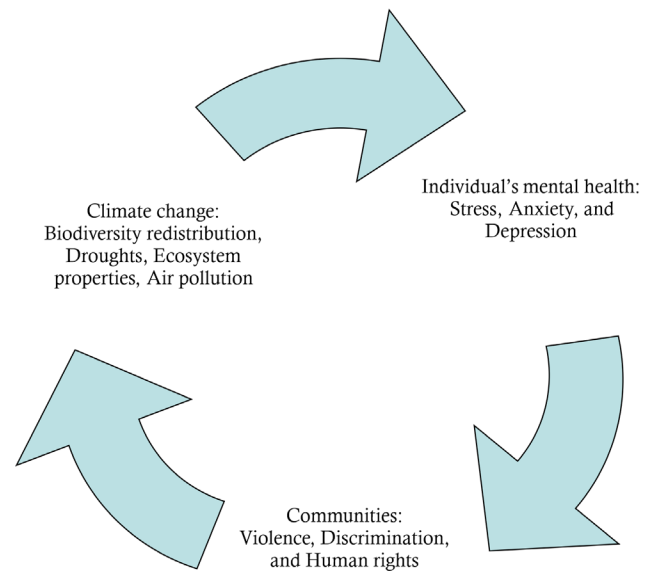 Climate change:
Biodiversity redistribution,
Droughts, Ecosystem
properties, Air pollution
Individual’s mental health:
Stress, Anxiety, and
Depression
Communities:
Violence, Discrimination,
and Human rights